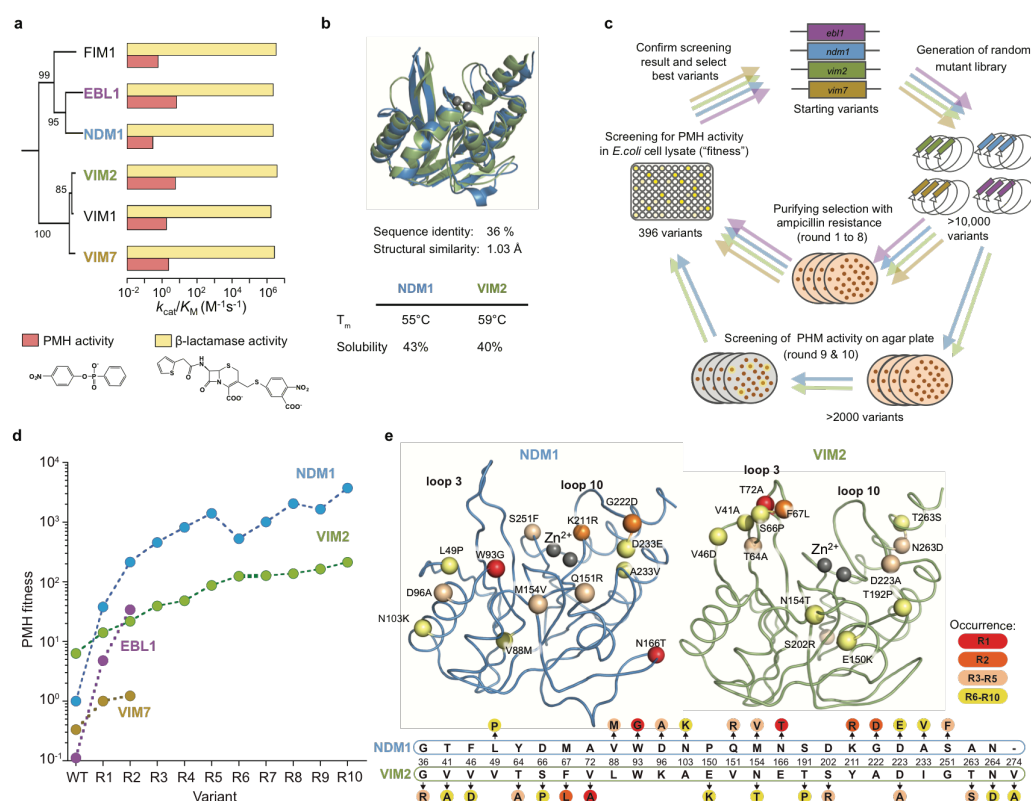 a
FIM1
99
EBL1
95
NDM1
VIM2
85
VIM1
100
VIM7
10⁻² 10⁰ 10² 10⁴ 10⁶
kcat/KM (M⁻¹s⁻¹)
PMH activity
β-lactamase activity
b
Sequence identity: 36 %
Structural similarity: 1.03 Å
NDM1 VIM2
Tm 55°C 59°C
Solubility 43% 40%
c
Confirm screening
result and select
best variants
ebl1
ndm1
vim2
vim7
Starting variants
Generation of random
mutant library
Screening for PMH activity
in E.coli cell lysate ("fitness")
396 variants
Purifying selection with
ampicillin resistance
(round 1 to 8)
>10,000
variants
Screening of PHM activity on agar plate
(round 9 & 10)
>2000 variants
d
PMH fitness
10⁴
10³
10²
10¹
10⁰
10⁻¹
NDM1
VIM2
EBL1
VIM7
WT R1 R2 R3 R4 R5 R6 R7 R8 R9 R10
Variant
e
NDM1
loop 3
loop 10
G222D
S251F
K211R
Zn²⁺
D233E
L49P
W93G
A233V
D96A
M154V
Q151R
N103K
V88M
N166T
VIM2
loop 3
T72A
loop 10
V41A
F67L
S66P
T263S
V46D
T64A
Zn²⁺
N263D
D223A
N154T
T192P
S202R
E150K
Occurrence:
R1
R2
R3-R5
R6-R10
P M G A K R V T R D E V F
NDM1 G T F L Y D M A V W D N P Q M N S D K G D A S A N -
36 41 46 49 64 66 67 72 88 93 96 103 150 151 154 166 191 202 211 222 223 233 251 263 264 274
VIM2 G V V V T S F V L W K A E V N E T S Y A D I G T N V
R A D A P L A K T P R A S D A